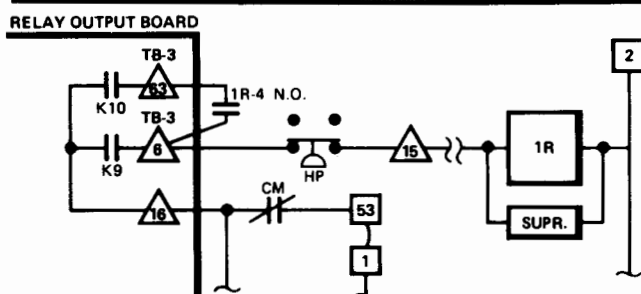 RELAY OUTPUT BOARD
2
TB-3
63
K10
1R-4 N.O.
TB-3
6
K9
HP
15
1R
SUPR.
16
CM
53
1